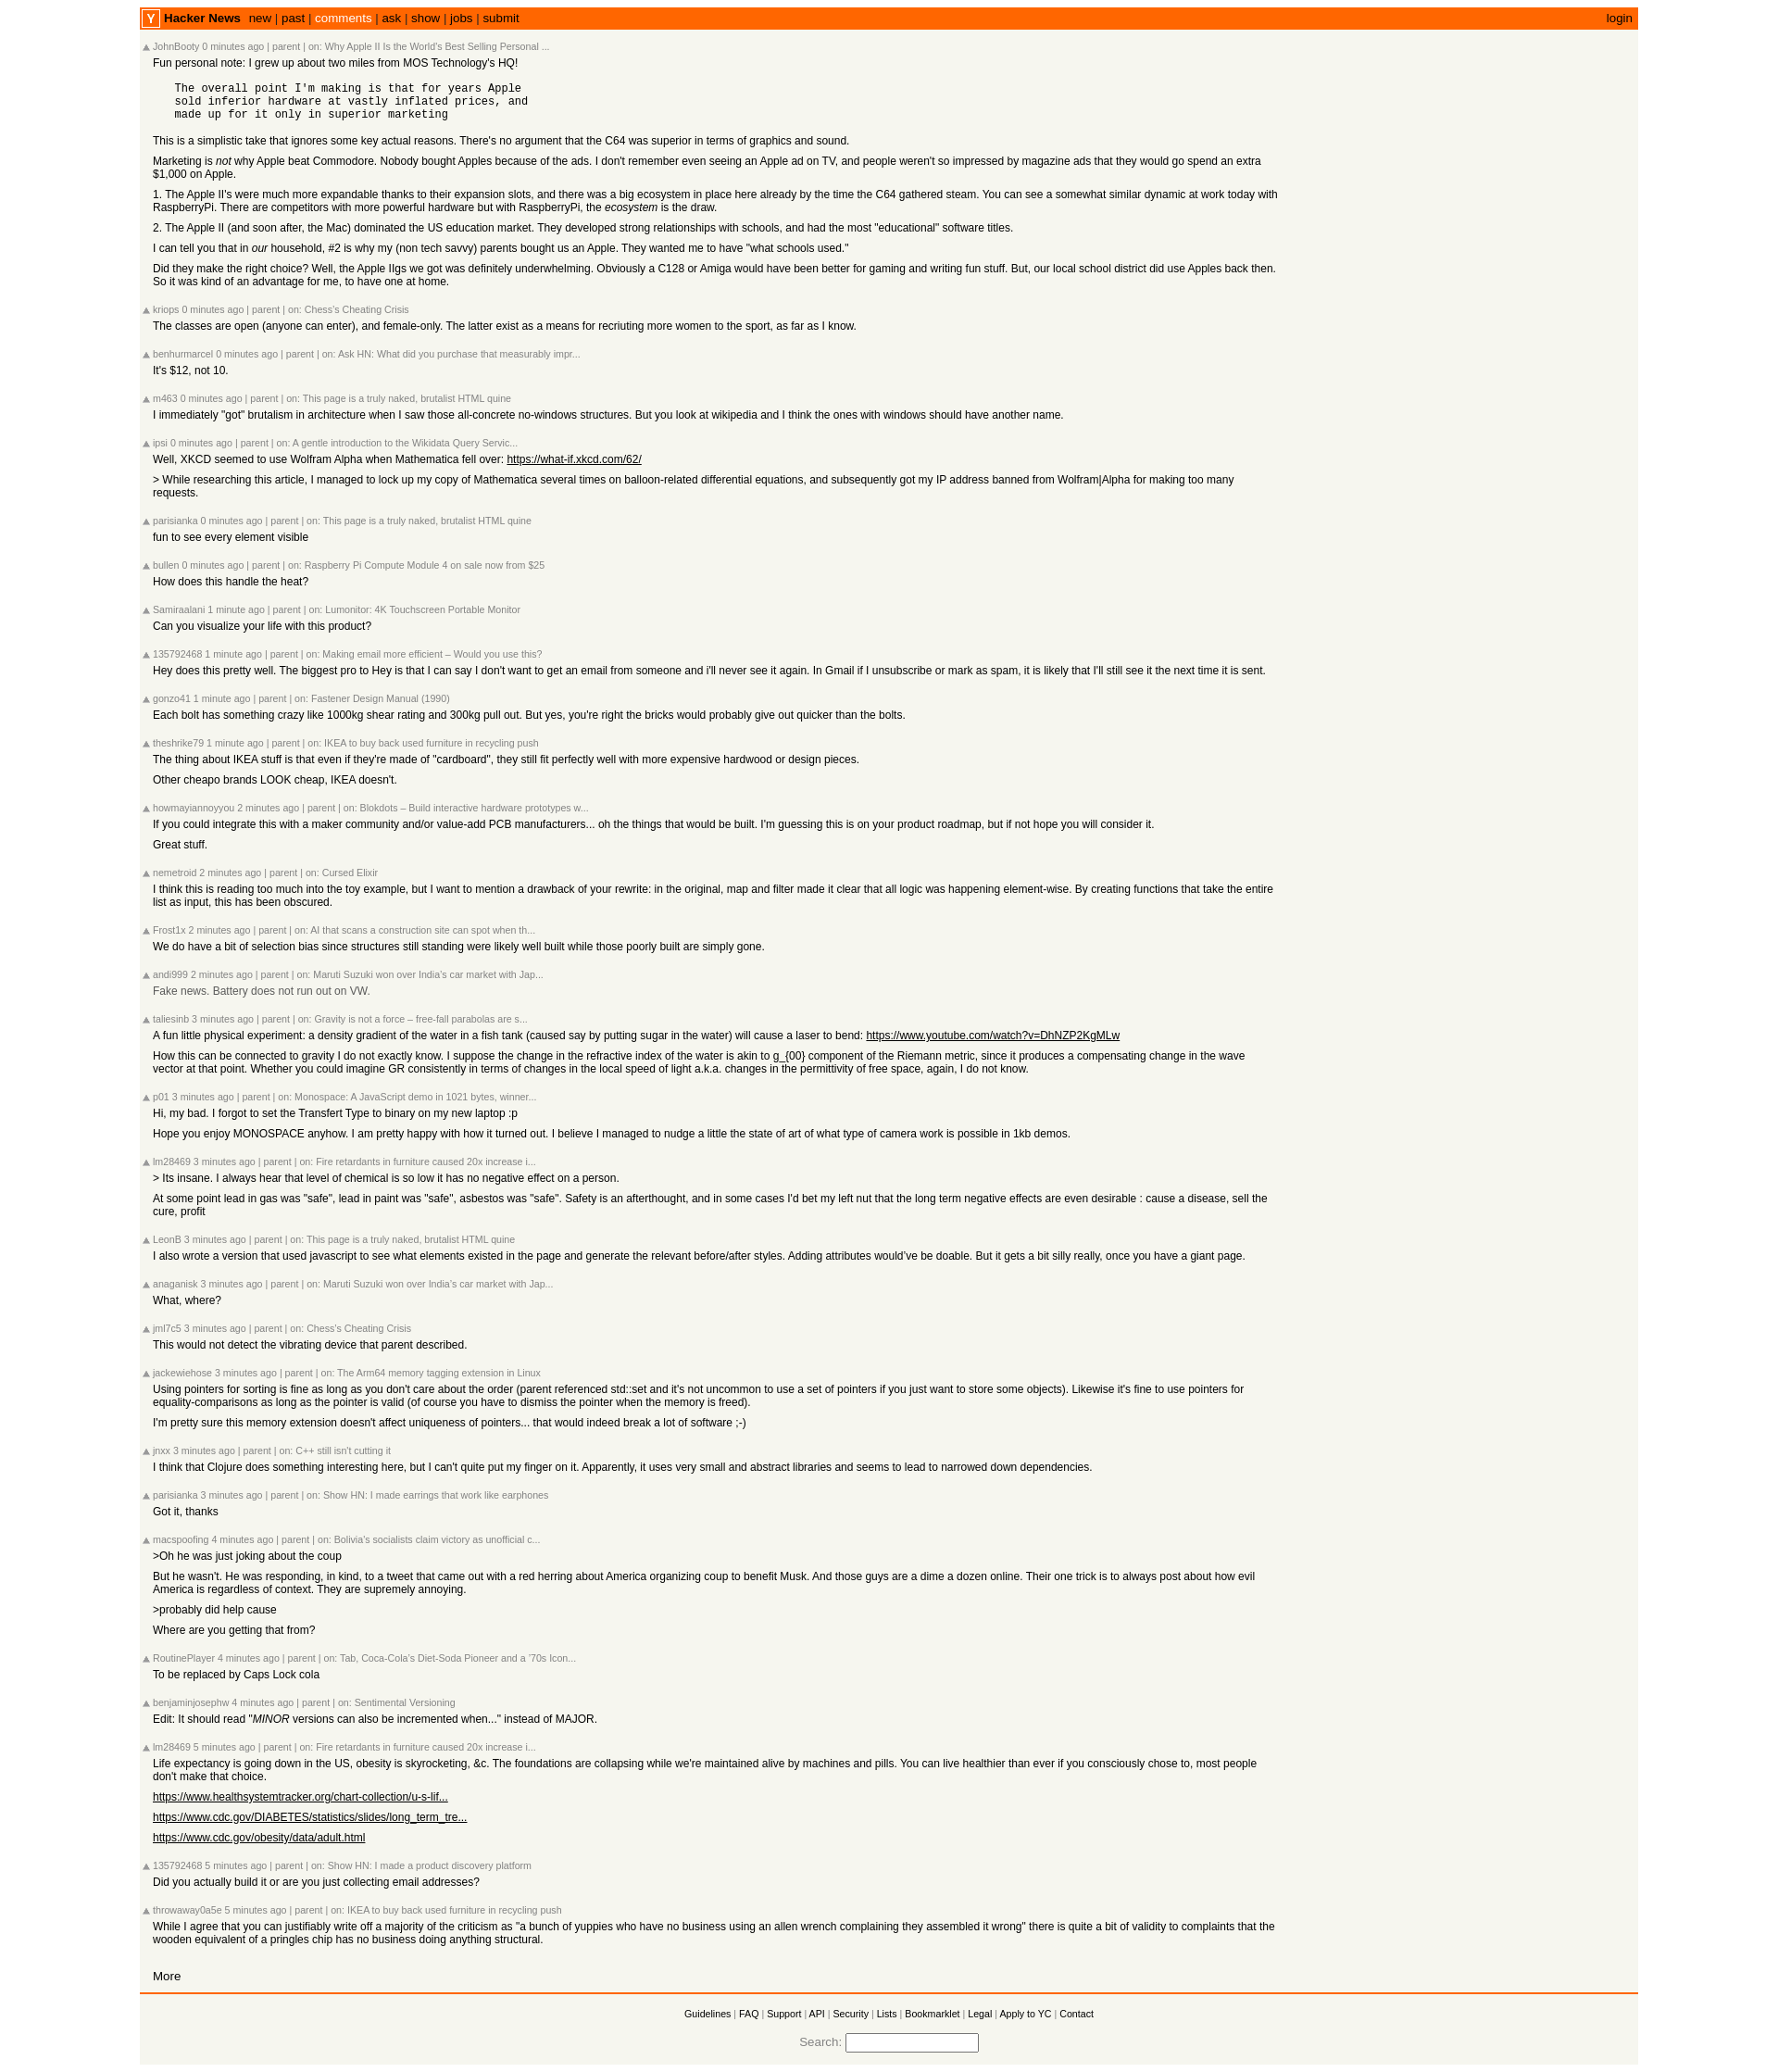 Y Hacker News new | past | comments | ask | show | jobs | submit login
JohnBooty 0 minutes ago | parent | on: Why Apple II Is the World's Best Selling Personal ...
Fun personal note: I grew up about two miles from MOS Technology's HQ!
The overall point I'm making is that for years Apple
sold inferior hardware at vastly inflated prices, and
made up for it only in superior marketing
This is a simplistic take that ignores some key actual reasons. There's no argument that the C64 was superior in terms of graphics and sound.
Marketing is not why Apple beat Commodore. Nobody bought Apples because of the ads. I don't remember even seeing an Apple ad on TV, and people weren't so impressed by magazine ads that they would go spend an extra
$1,000 on Apple.
1. The Apple II's were much more expandable thanks to their expansion slots, and there was a big ecosystem in place here already by the time the C64 gathered steam. You can see a somewhat similar dynamic at work today with
RaspberryPi. There are competitors with more powerful hardware but with RaspberryPi, the ecosystem is the draw.
2. The Apple II (and soon after, the Mac) dominated the US education market. They developed strong relationships with schools, and had the most "educational" software titles.
I can tell you that in our household, #2 is why my (non tech savvy) parents bought us an Apple. They wanted me to have "what schools used."
Did they make the right choice? Well, the Apple IIgs we got was definitely underwhelming. Obviously a C128 or Amiga would have been better for gaming and writing fun stuff. But, our local school district did use Apples back then.
So it was kind of an advantage for me, to have one at home.
kriops 0 minutes ago | parent | on: Chess's Cheating Crisis
The classes are open (anyone can enter), and female-only. The latter exist as a means for recriuting more women to the sport, as far as I know.
benhurmarcel 0 minutes ago | parent | on: Ask HN: What did you purchase that measurably impr...
It's $12, not 10.
m463 0 minutes ago | parent | on: This page is a truly naked, brutalist HTML quine
I immediately "got" brutalism in architecture when I saw those all-concrete no-windows structures. But you look at wikipedia and I think the ones with windows should have another name.
ipsi 0 minutes ago | parent | on: A gentle introduction to the Wikidata Query Servic...
Well, XKCD seemed to use Wolfram Alpha when Mathematica fell over: https://what-if.xkcd.com/62/
> While researching this article, I managed to lock up my copy of Mathematica several times on balloon-related differential equations, and subsequently got my IP address banned from Wolfram|Alpha for making too many
requests.
parisianka 0 minutes ago | parent | on: This page is a truly naked, brutalist HTML quine
fun to see every element visible
bullen 0 minutes ago | parent | on: Raspberry Pi Compute Module 4 on sale now from $25
How does this handle the heat?
Samiraalani 1 minute ago | parent | on: Lumonitor: 4K Touchscreen Portable Monitor
Can you visualize your life with this product?
135792468 1 minute ago | parent | on: Making email more efficient – Would you use this?
Hey does this pretty well. The biggest pro to Hey is that I can say I don't want to get an email from someone and i'll never see it again. In Gmail if I unsubscribe or mark as spam, it is likely that I'll still see it the next time it is sent.
gonzo41 1 minute ago | parent | on: Fastener Design Manual (1990)
Each bolt has something crazy like 1000kg shear rating and 300kg pull out. But yes, you're right the bricks would probably give out quicker than the bolts.
theshrike79 1 minute ago | parent | on: IKEA to buy back used furniture in recycling push
The thing about IKEA stuff is that even if they're made of "cardboard", they still fit perfectly well with more expensive hardwood or design pieces.
Other cheapo brands LOOK cheap, IKEA doesn't.
howmayiannoyyou 2 minutes ago | parent | on: Blokdots – Build interactive hardware prototypes w...
If you could integrate this with a maker community and/or value-add PCB manufacturers... oh the things that would be built. I'm guessing this is on your product roadmap, but if not hope you will consider it.
Great stuff.
nemetroid 2 minutes ago | parent | on: Cursed Elixir
I think this is reading too much into the toy example, but I want to mention a drawback of your rewrite: in the original, map and filter made it clear that all logic was happening element-wise. By creating functions that take the entire
list as input, this has been obscured.
Frost1x 2 minutes ago | parent | on: AI that scans a construction site can spot when th...
We do have a bit of selection bias since structures still standing were likely well built while those poorly built are simply gone.
andi999 2 minutes ago | parent | on: Maruti Suzuki won over India's car market with Jap...
Fake news. Battery does not run out on VW.
taliesinb 3 minutes ago | parent | on: Gravity is not a force – free-fall parabolas are s...
A fun little physical experiment: a density gradient of the water in a fish tank (caused say by putting sugar in the water) will cause a laser to bend: https://www.youtube.com/watch?v=DhNZP2KgMLw
How this can be connected to gravity I do not exactly know. I suppose the change in the refractive index of the water is akin to g_{00} component of the Riemann metric, since it produces a compensating change in the wave
vector at that point. Whether you could imagine GR consistently in terms of changes in the local speed of light a.k.a. changes in the permittivity of free space, again, I do not know.
p01 3 minutes ago | parent | on: Monospace: A JavaScript demo in 1021 bytes, winner...
Hi, my bad. I forgot to set the Transfert Type to binary on my new laptop :p
Hope you enjoy MONOSPACE anyhow. I am pretty happy with how it turned out. I believe I managed to nudge a little the state of art of what type of camera work is possible in 1kb demos.
lm28469 3 minutes ago | parent | on: Fire retardants in furniture caused 20x increase i...
> Its insane. I always hear that level of chemical is so low it has no negative effect on a person.
At some point lead in gas was "safe", lead in paint was "safe", asbestos was "safe". Safety is an afterthought, and in some cases I'd bet my left nut that the long term negative effects are even desirable : cause a disease, sell the
cure, profit
LeonB 3 minutes ago | parent | on: This page is a truly naked, brutalist HTML quine
I also wrote a version that used javascript to see what elements existed in the page and generate the relevant before/after styles. Adding attributes would've be doable. But it gets a bit silly really, once you have a giant page.
anaganisk 3 minutes ago | parent | on: Maruti Suzuki won over India's car market with Jap...
What, where?
jml7c5 3 minutes ago | parent | on: Chess's Cheating Crisis
This would not detect the vibrating device that parent described.
jackewiehose 3 minutes ago | parent | on: The Arm64 memory tagging extension in Linux
Using pointers for sorting is fine as long as you don't care about the order (parent referenced std::set and it's not uncommon to use a set of pointers if you just want to store some objects). Likewise it's fine to use pointers for
equality-comparisons as long as the pointer is valid (of course you have to dismiss the pointer when the memory is freed).
I'm pretty sure this memory extension doesn't affect uniqueness of pointers... that would indeed break a lot of software ;-)
jnxx 3 minutes ago | parent | on: C++ still isn't cutting it
I think that Clojure does something interesting here, but I can't quite put my finger on it. Apparently, it uses very small and abstract libraries and seems to lead to narrowed down dependencies.
parisianka 3 minutes ago | parent | on: Show HN: I made earrings that work like earphones
Got it, thanks
macspoofing 4 minutes ago | parent | on: Bolivia's socialists claim victory as unofficial c...
>Oh he was just joking about the coup
But he wasn't. He was responding, in kind, to a tweet that came out with a red herring about America organizing coup to benefit Musk. And those guys are a dime a dozen online. Their one trick is to always post about how evil
America is regardless of context. They are supremely annoying.
>probably did help cause
Where are you getting that from?
RoutinePlayer 4 minutes ago | parent | on: Tab, Coca-Cola's Diet-Soda Pioneer and a '70s Icon...
To be replaced by Caps Lock cola
benjaminjosephw 4 minutes ago | parent | on: Sentimental Versioning
Edit: It should read "MINOR versions can also be incremented when..." instead of MAJOR.
lm28469 5 minutes ago | parent | on: Fire retardants in furniture caused 20x increase i...
Life expectancy is going down in the US, obesity is skyrocketing, &c. The foundations are collapsing while we're maintained alive by machines and pills. You can live healthier than ever if you consciously chose to, most people
don't make that choice.
https://www.healthsystemtracker.org/chart-collection/u-s-lif...
https://www.cdc.gov/DIABETES/statistics/slides/long_term_tre...
https://www.cdc.gov/obesity/data/adult.html
135792468 5 minutes ago | parent | on: Show HN: I made a product discovery platform
Did you actually build it or are you just collecting email addresses?
throwaway0a5e 5 minutes ago | parent | on: IKEA to buy back used furniture in recycling push
While I agree that you can justifiably write off a majority of the criticism as "a bunch of yuppies who have no business using an allen wrench complaining they assembled it wrong" there is quite a bit of validity to complaints that the
wooden equivalent of a pringles chip has no business doing anything structural.
More
Guidelines | FAQ | Support | API | Security | Lists | Bookmarklet | Legal | Apply to YC | Contact
Search: